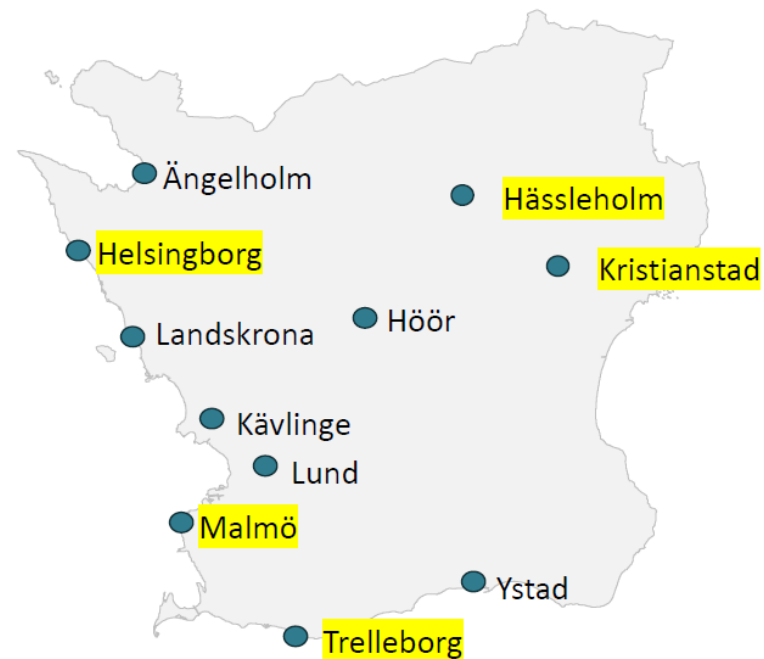 Ängelholm
Hässleholm
Helsingborg
Kristianstad
Höör
Landskrona
Kävlinge
Lund
Malmö
Ystad
Trelleborg